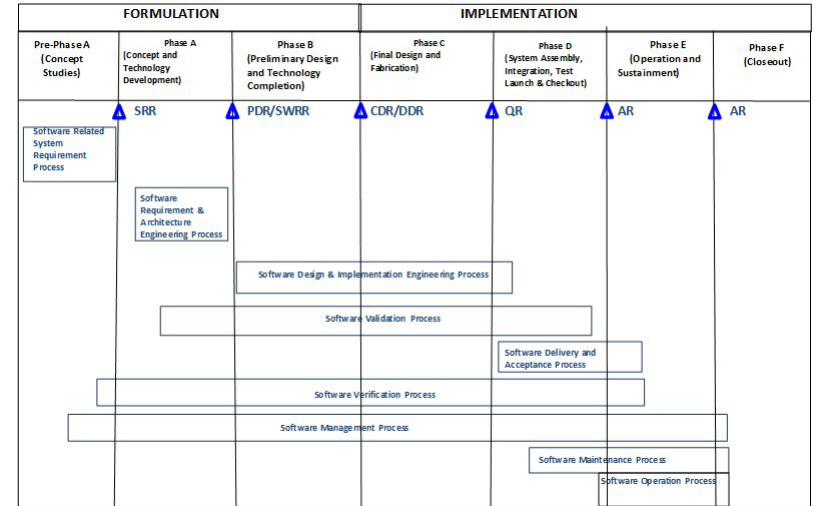 FORMULATION
IMPLEMENTATION
Pre-Phase A
(Concept
Studies)
Phase A
(Concept and
Technology
Development)
Phase B
(Preliminary Design
and Technology
Completion)
Phase C
(Final Design and
Fabrication)
Phase D
(System Assembly,
Integration, Test
Launch & Checkout)
Phase E
(Operation and
Sustainment)
Phase F
(Closeout)
SRR
PDR/SWRR
CDR/DDR
QR
AR
AR
Software Related
System
Requirement
Process
Software
Requirement &
Architecture
Engineering Process
Software Design & Implementation Engineering Process
Software Validation Process
Software Delivery and
Acceptance Process
Software Verification Process
Software Management Process
Software Maintenance Process
Software Operation Process